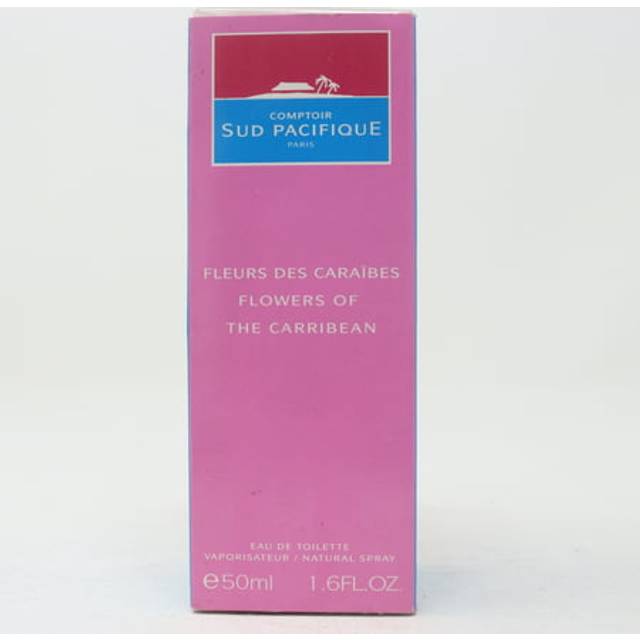 COMPTOIR
SUD PACIFIQUE
PARIS
FLEURS DES CARAÏBES
FLOWERS OF
THE CARRIBEAN
EAU DE TOILETTE
VAPORISATEUR / NATURAL SPRAY
e50ml 1.6FL.OZ.